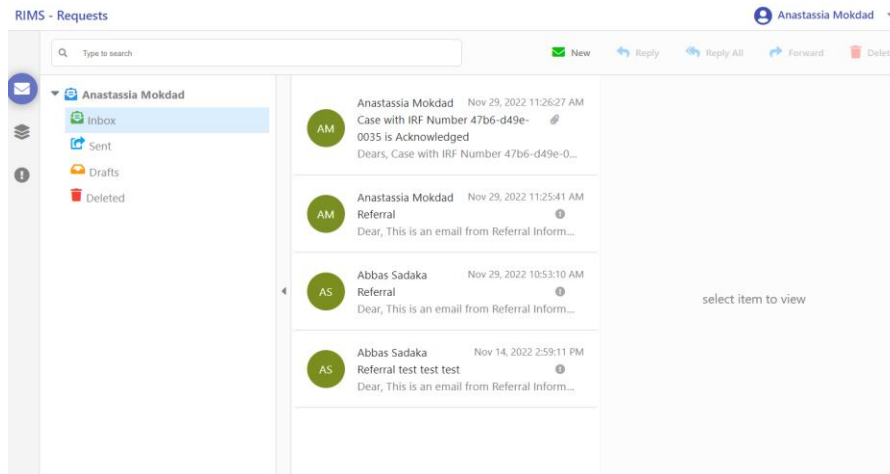 RIMS - Requests
Anastassia Mokdad
Type to search
New
Reply
Reply All
Forward
Delet
Anastassia Mokdad
Inbox
Sent
Drafts
Deleted
AM
Anastassia Mokdad Nov 29, 2022 11:26:27 AM
Case with IRF Number 47b6-d49e-
0035 is Acknowledged
Dears, Case with IRF Number 47b6-d49e-0...
AM
Anastassia Mokdad Nov 29, 2022 11:25:41 AM
Referral
Dear, This is an email from Referral Inform...
AS
Abbas Sadaka Nov 29, 2022 10:53:10 AM
Referral
Dear, This is an email from Referral Inform...
AS
Abbas Sadaka Nov 14, 2022 2:59:11 PM
Referral test test test
Dear, This is an email from Referral Inform...
select item to view